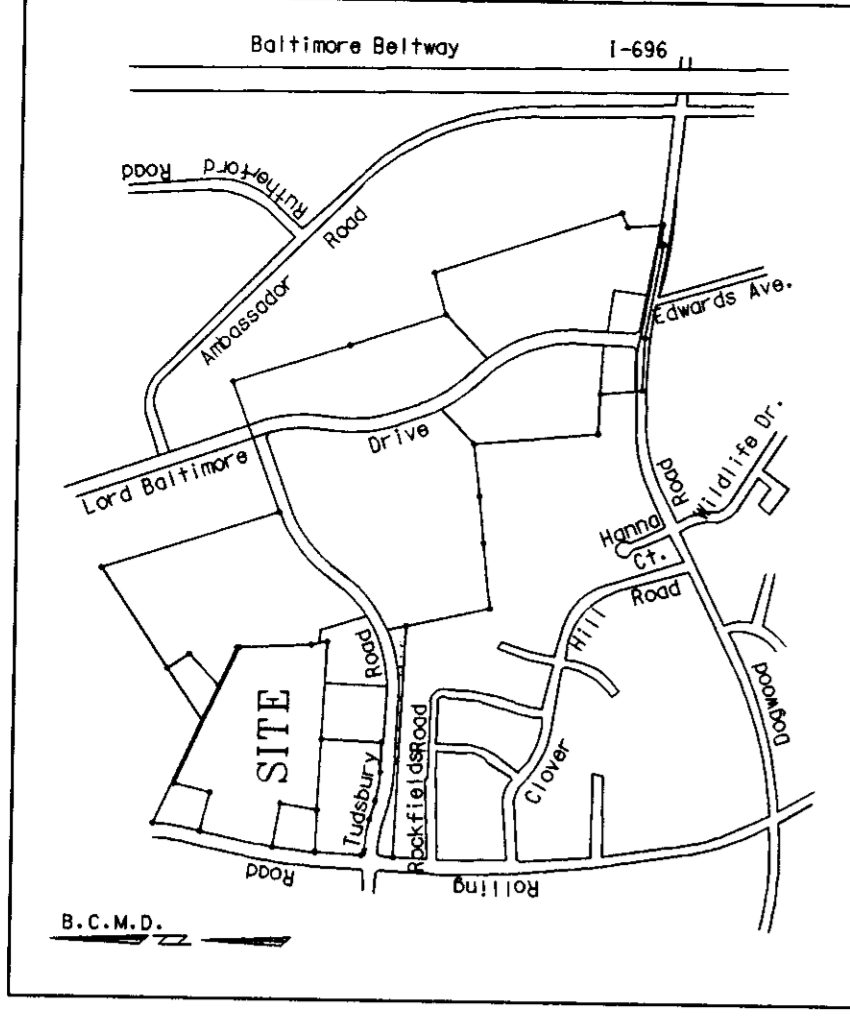 Baltimore Beltway I-696
Rutherford Road
Ambassador Road
Edwards Ave.
Lord Baltimore Drive
Wildlife Dr.
Hanna Ct.
Dogwood Road
Clover Hill Road
Rockfields Road
Tudsbury Road
SITE
Rolling Road
B.C.M.D.